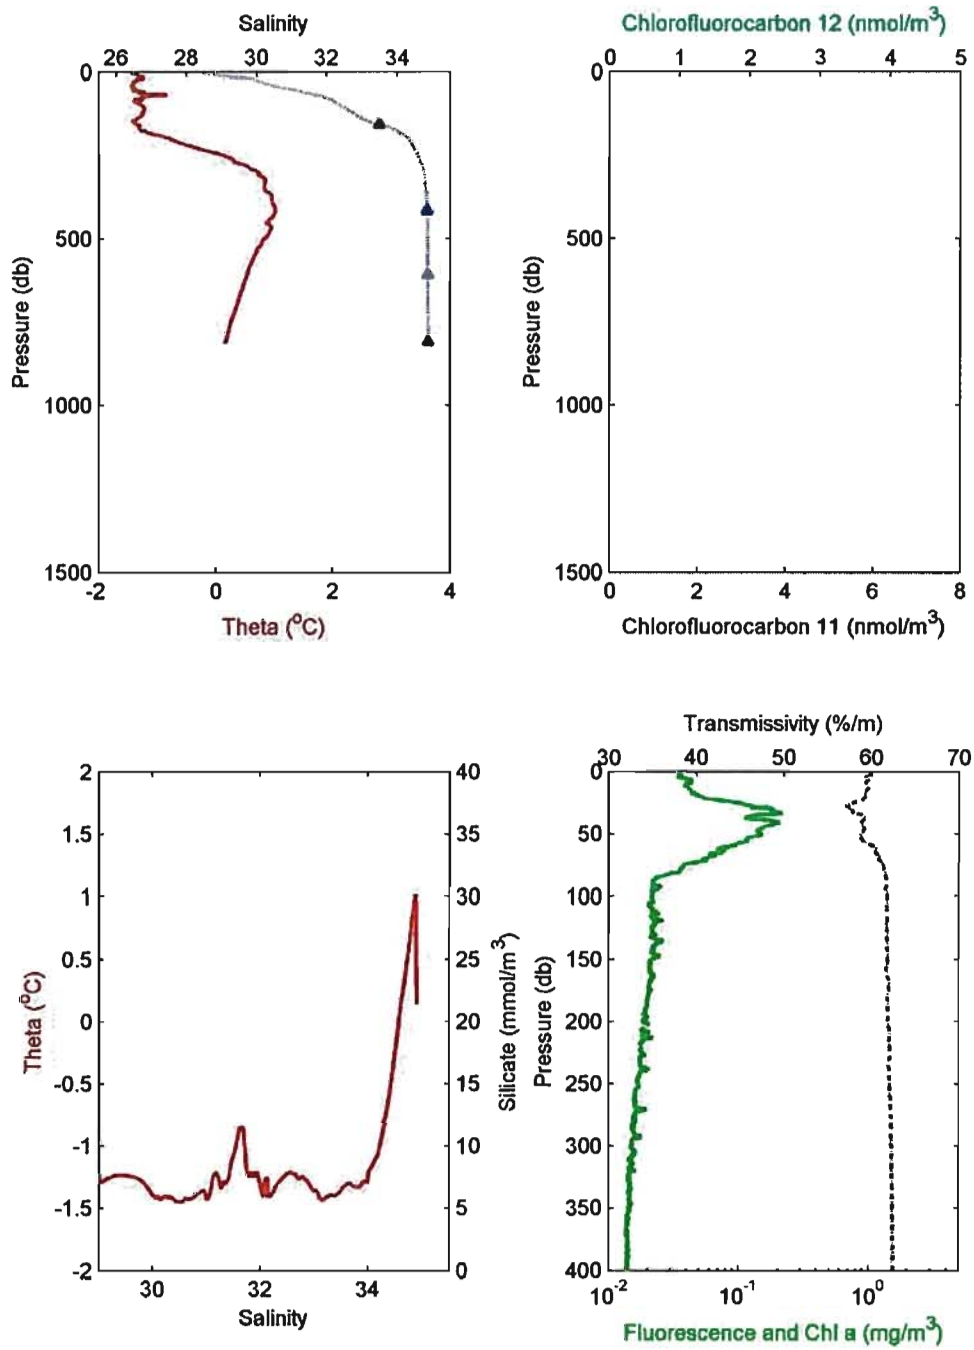 Salinity
26 28 30 32 34
0
500
1000
1500
Pressure (db)
-2 0 2 4
Theta (°C)
Chlorofluorocarbon 12 (nmol/m³)
0 1 2 3 4 5
0
500
1000
1500
Pressure (db)
0 2 4 6 8
Chlorofluorocarbon 11 (nmol/m³)
2
1.5
1
0.5
0
-0.5
-1
-1.5
-2
Theta (°C)
30 32 34
Salinity
40
35
30
25
20
15
10
5
0
Silicate (mmol/m³)
Transmissivity (%/m)
30 40 50 60 70
0
50
100
150
200
250
300
350
400
Pressure (db)
10⁻² 10⁻¹ 10⁰
Fluorescence and Chl a (mg/m³)